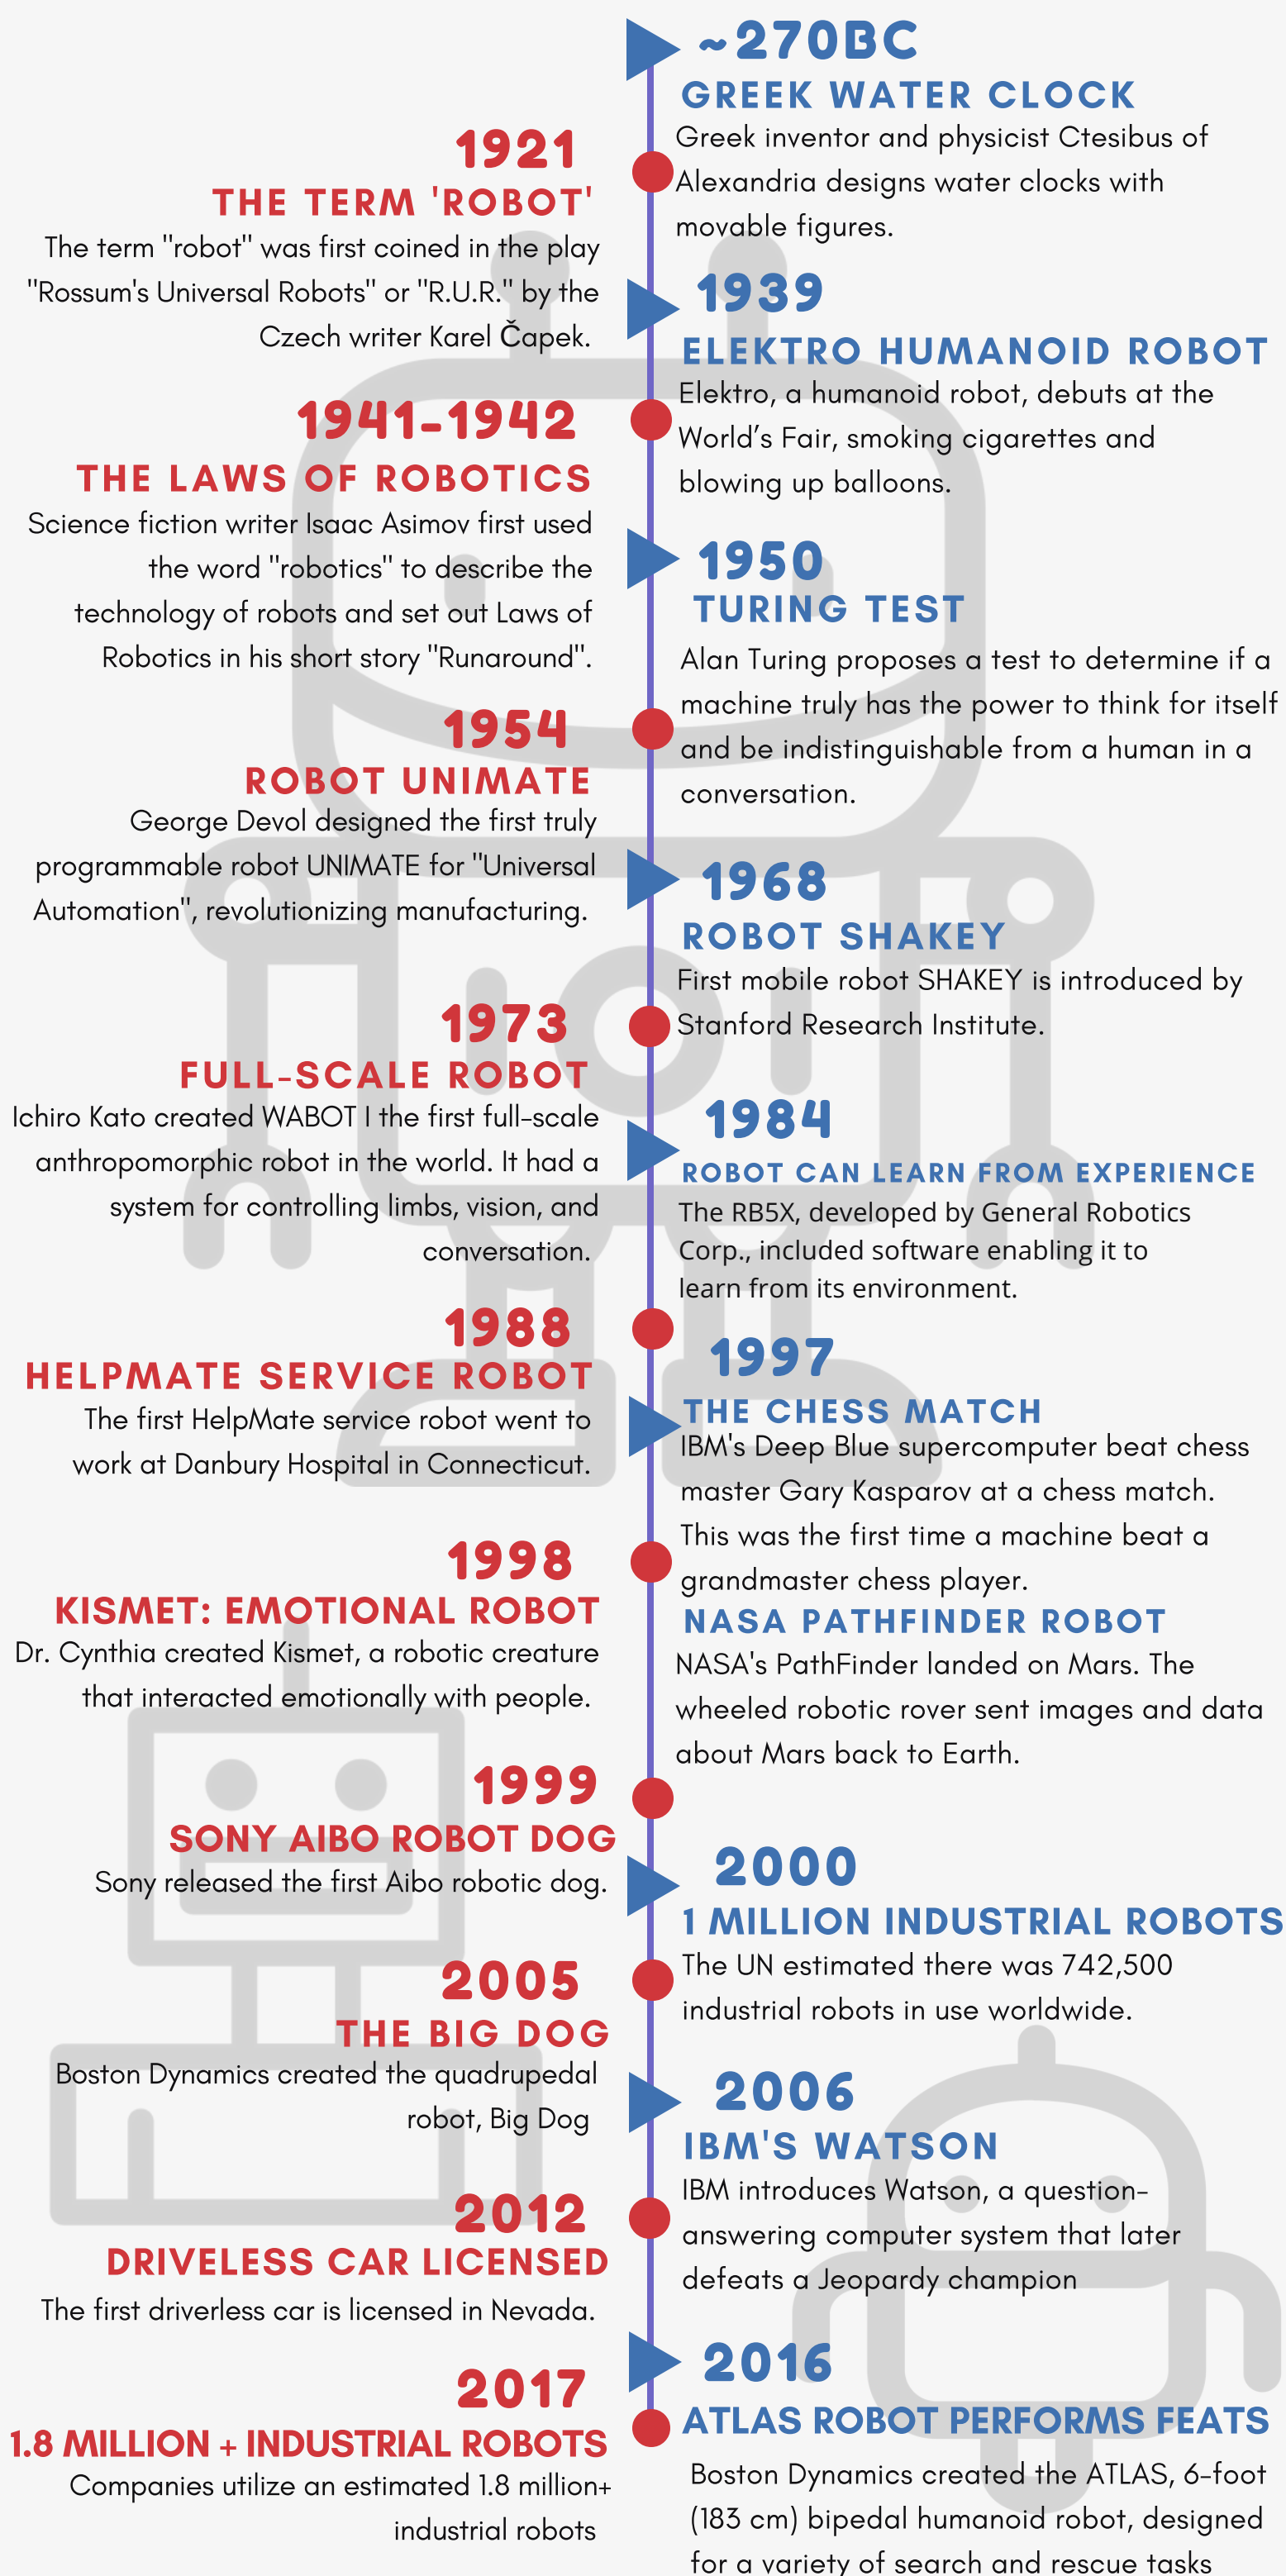 ~270BC
GREEK WATER CLOCK
Greek inventor and physicist Ctesibus of
Alexandria designs water clocks with
movable figures.
1921
THE TERM 'ROBOT'
The term "robot" was first coined in the play
"Rossum's Universal Robots" or "R.U.R." by the
Czech writer Karel Čapek.
1939
ELEKTRO HUMANOID ROBOT
Elektro, a humanoid robot, debuts at the
World's Fair, smoking cigarettes and
blowing up balloons.
1941-1942
THE LAWS OF ROBOTICS
Science fiction writer Isaac Asimov first used
the word "robotics" to describe the
technology of robots and set out Laws of
Robotics in his short story "Runaround".
1950
TURING TEST
Alan Turing proposes a test to determine if a
machine truly has the power to think for itself
and be indistinguishable from a human in a
conversation.
1954
ROBOT UNIMATE
George Devol designed the first truly
programmable robot UNIMATE for "Universal
Automation", revolutionizing manufacturing.
1968
ROBOT SHAKEY
First mobile robot SHAKEY is introduced by
Stanford Research Institute.
1973
FULL-SCALE ROBOT
Ichiro Kato created WABOT I the first full-scale
anthropomorphic robot in the world. It had a
system for controlling limbs, vision, and
conversation.
1984
ROBOT CAN LEARN FROM EXPERIENCE
The RB5X, developed by General Robotics
Corp., included software enabling it to
learn from its environment.
1988
HELPMATE SERVICE ROBOT
The first HelpMate service robot went to
work at Danbury Hospital in Connecticut.
1997
THE CHESS MATCH
IBM's Deep Blue supercomputer beat chess
master Gary Kasparov at a chess match.
This was the first time a machine beat a
grandmaster chess player.
NASA PATHFINDER ROBOT
NASA's PathFinder landed on Mars. The
wheeled robotic rover sent images and data
about Mars back to Earth.
1998
KISMET: EMOTIONAL ROBOT
Dr. Cynthia created Kismet, a robotic creature
that interacted emotionally with people.
1999
SONY AIBO ROBOT DOG
Sony released the first Aibo robotic dog.
2000
1 MILLION INDUSTRIAL ROBOTS
The UN estimated there was 742,500
industrial robots in use worldwide.
2005
THE BIG DOG
Boston Dynamics created the quadrupedal
robot, Big Dog
2006
IBM'S WATSON
IBM introduces Watson, a question-
answering computer system that later
defeats a Jeopardy champion
2012
DRIVELESS CAR LICENSED
The first driverless car is licensed in Nevada.
2016
ATLAS ROBOT PERFORMS FEATS
Boston Dynamics created the ATLAS, 6-foot
(183 cm) bipedal humanoid robot, designed
for a variety of search and rescue tasks
2017
1.8 MILLION + INDUSTRIAL ROBOTS
Companies utilize an estimated 1.8 million+
industrial robots